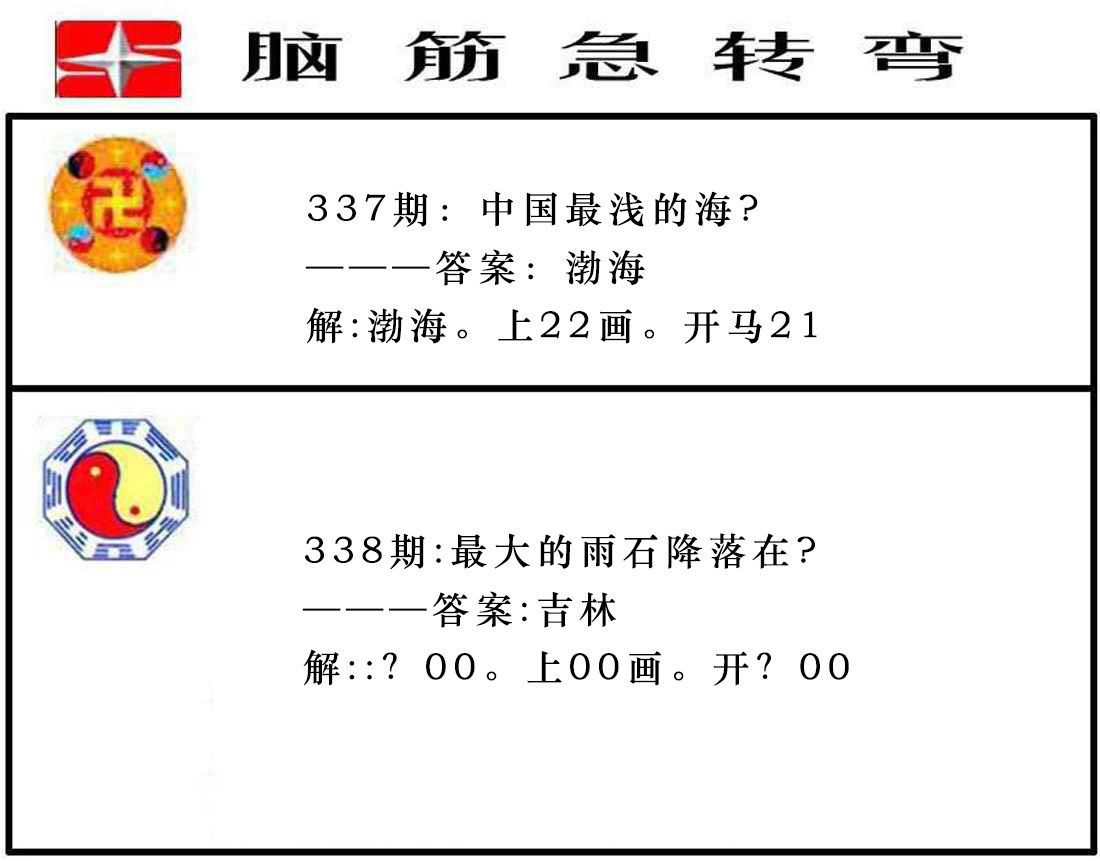 脑筋急转弯
337期：中国最浅的海?
———答案：渤海
解:渤海。上22画。开马21
338期:最大的雨石降落在?
———答案:吉林
解::？00。上00画。开？00